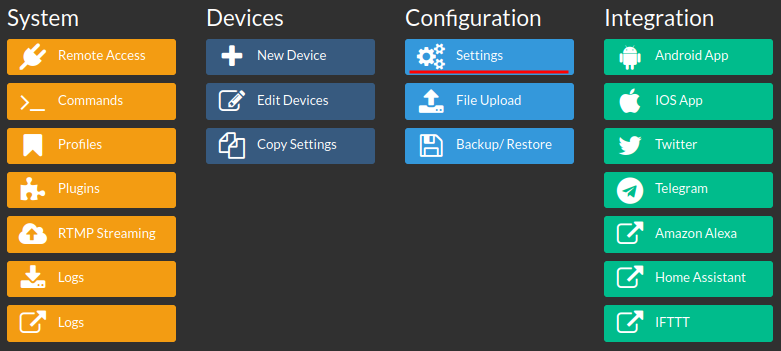 System
Remote Access
Commands
Profiles
Plugins
RTMP Streaming
Logs
Logs
Devices
New Device
Edit Devices
Copy Settings
Configuration
Settings
File Upload
Backup/ Restore
Integration
Android App
IOS App
Twitter
Telegram
Amazon Alexa
Home Assistant
IFTTT